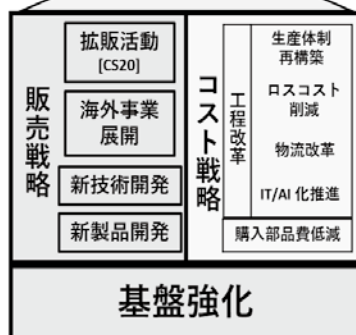 販売戦略
拡販活動
[CS20]
海外事業
展開
新技術開発
新製品開発
コスト戦略
工程改革
生産体制
再構築
ロスコスト
削減
物流改革
IT/AI 化推進
購入部品費低減
基盤強化